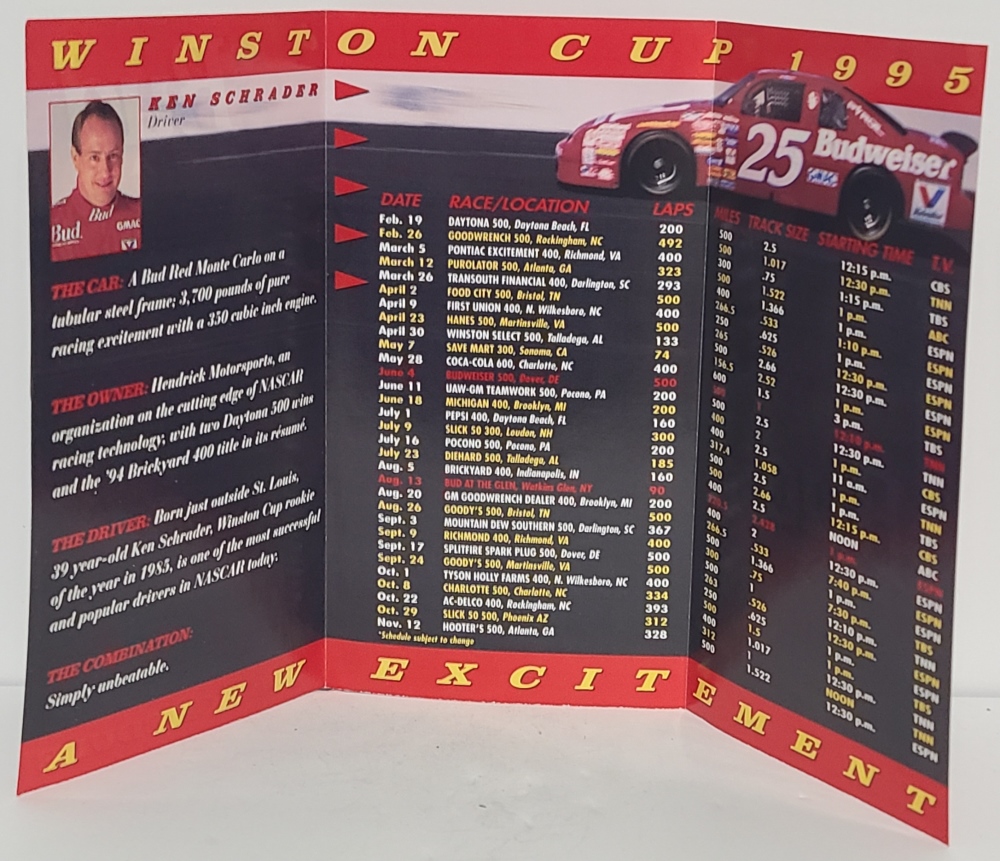 WINSTON CUP 1995
KEN SCHRADER
Driver
Bud
Bud.
GMAC
THE CAR: A Bud Red Monte Carlo on a
tubular steel frame; 3,700 pounds of pure
racing excitement with a 350 cubic inch engine.
THE OWNER: Hendrick Motorsports, an
organization on the cutting edge of NASCAR
racing technology, with two Daytona 500 wins
and the '94 Brickyard 400 title in its résumé.
THE DRIVER: Born just outside St. Louis,
39 year-old Ken Schrader, Winston Cup rookie
of the year in 1985, is one of the most successful
and popular drivers in NASCAR today.
THE COMBINATION:
Simply unbeatable.
25 Budweiser
GMAC
Valvoline
DATE RACE/LOCATION LAPS MILES TRACK SIZE STARTING TIME T.V.
Feb. 19 DAYTONA 500, Daytona Beach, FL 200 500 2.5 12:15 p.m. CBS
Feb. 26 GOODWRENCH 500, Rockingham, NC 492 500 1.017 12:30 p.m. TNN
March 5 PONTIAC EXCITEMENT 400, Richmond, VA 400 300 .75 1:15 p.m. TBS
March 12 PUROLATOR 500, Atlanta, GA 323 500 1.522 1 p.m. ABC
March 26 TRANSOUTH FINANCIAL 400, Darlington, SC 293 400 1.366 1 p.m. ESPN
April 2 FOOD CITY 500, Bristol, TN 500 266.5 .533 1:10 p.m. ESPN
April 9 FIRST UNION 400, N. Wilkesboro, NC 400 250 .625 1 p.m. ESPN
April 23 HANES 500, Martinsville, VA 500 265 .526 12:30 p.m. ESPN
April 30 WINSTON SELECT 500, Talladega, AL 133 500 2.66 12:30 p.m. ESPN
May 7 SAVE MART 300, Sonoma, CA 74 156.5 2.52 1 p.m. ESPN
May 28 COCA-COLA 600, Charlotte, NC 400 600 1.5 3 p.m. TBS
June 4 BUDWEISER 500, Dover, DE 500 500 1 12:10 p.m. TNN
June 11 UAW-GM TEAMWORK 500, Pocono, PA 200 500 2.5 12:30 p.m. TNN
June 18 MICHIGAN 400, Brooklyn, MI 200 400 2 1 p.m. CBS
July 1 PEPSI 400, Daytona Beach, FL 160 400 2.5 11 a.m. ESPN
July 9 SLICK 50 300, Loudon, NH 300 317.4 1.058 1 p.m. TNN
July 16 POCONO 500, Pocono, PA 200 500 2.5 1 p.m. TBS
July 23 DIEHARD 500, Talladega, AL 185 500 2.66 12:15 p.m. CBS
Aug. 5 BRICKYARD 400, Indianapolis, IN 160 400 2.5 NOON ABC
Aug. 13 BUD AT THE GLEN, Watkins Glen, NY 90 2.428 1 p.m. ESPN
Aug. 20 GM GOODWRENCH DEALER 400, Brooklyn, MI 200 400 2 12:30 p.m. ESPN
Aug. 26 GOODY'S 500, Bristol, TN 500 266.5 .533 7:40 p.m. ESPN
Sept. 3 MOUNTAIN DEW SOUTHERN 500, Darlington, SC 367 500 1.366 1 p.m. ESPN
Sept. 9 RICHMOND 400, Richmond, VA 400 300 .75 7:30 p.m. TBS
Sept. 17 SPLITFIRE SPARK PLUG 500, Dover, DE 500 500 1 12:10 p.m. TNN
Sept. 24 GOODY'S 500, Martinsville, VA 500 263 .526 12:30 p.m. ESPN
Oct. 1 TYSON HOLLY FARMS 400, N. Wilkesboro, NC 400 250 .625 1 p.m. ESPN
Oct. 8 CHARLOTTE 500, Charlotte, NC 334 500 1.5 1 p.m. TBS
Oct. 22 AC-DELCO 400, Rockingham, NC 393 400 1.017 12:30 p.m. TNN
Oct. 29 SLICK 50 500, Phoenix AZ 312 312 NOON TNN
Nov. 12 HOOTER'S 500, Atlanta, GA 328 500 1.522 12:30 p.m. ESPN
*Schedule subject to change
A NEW EXCITEMENT